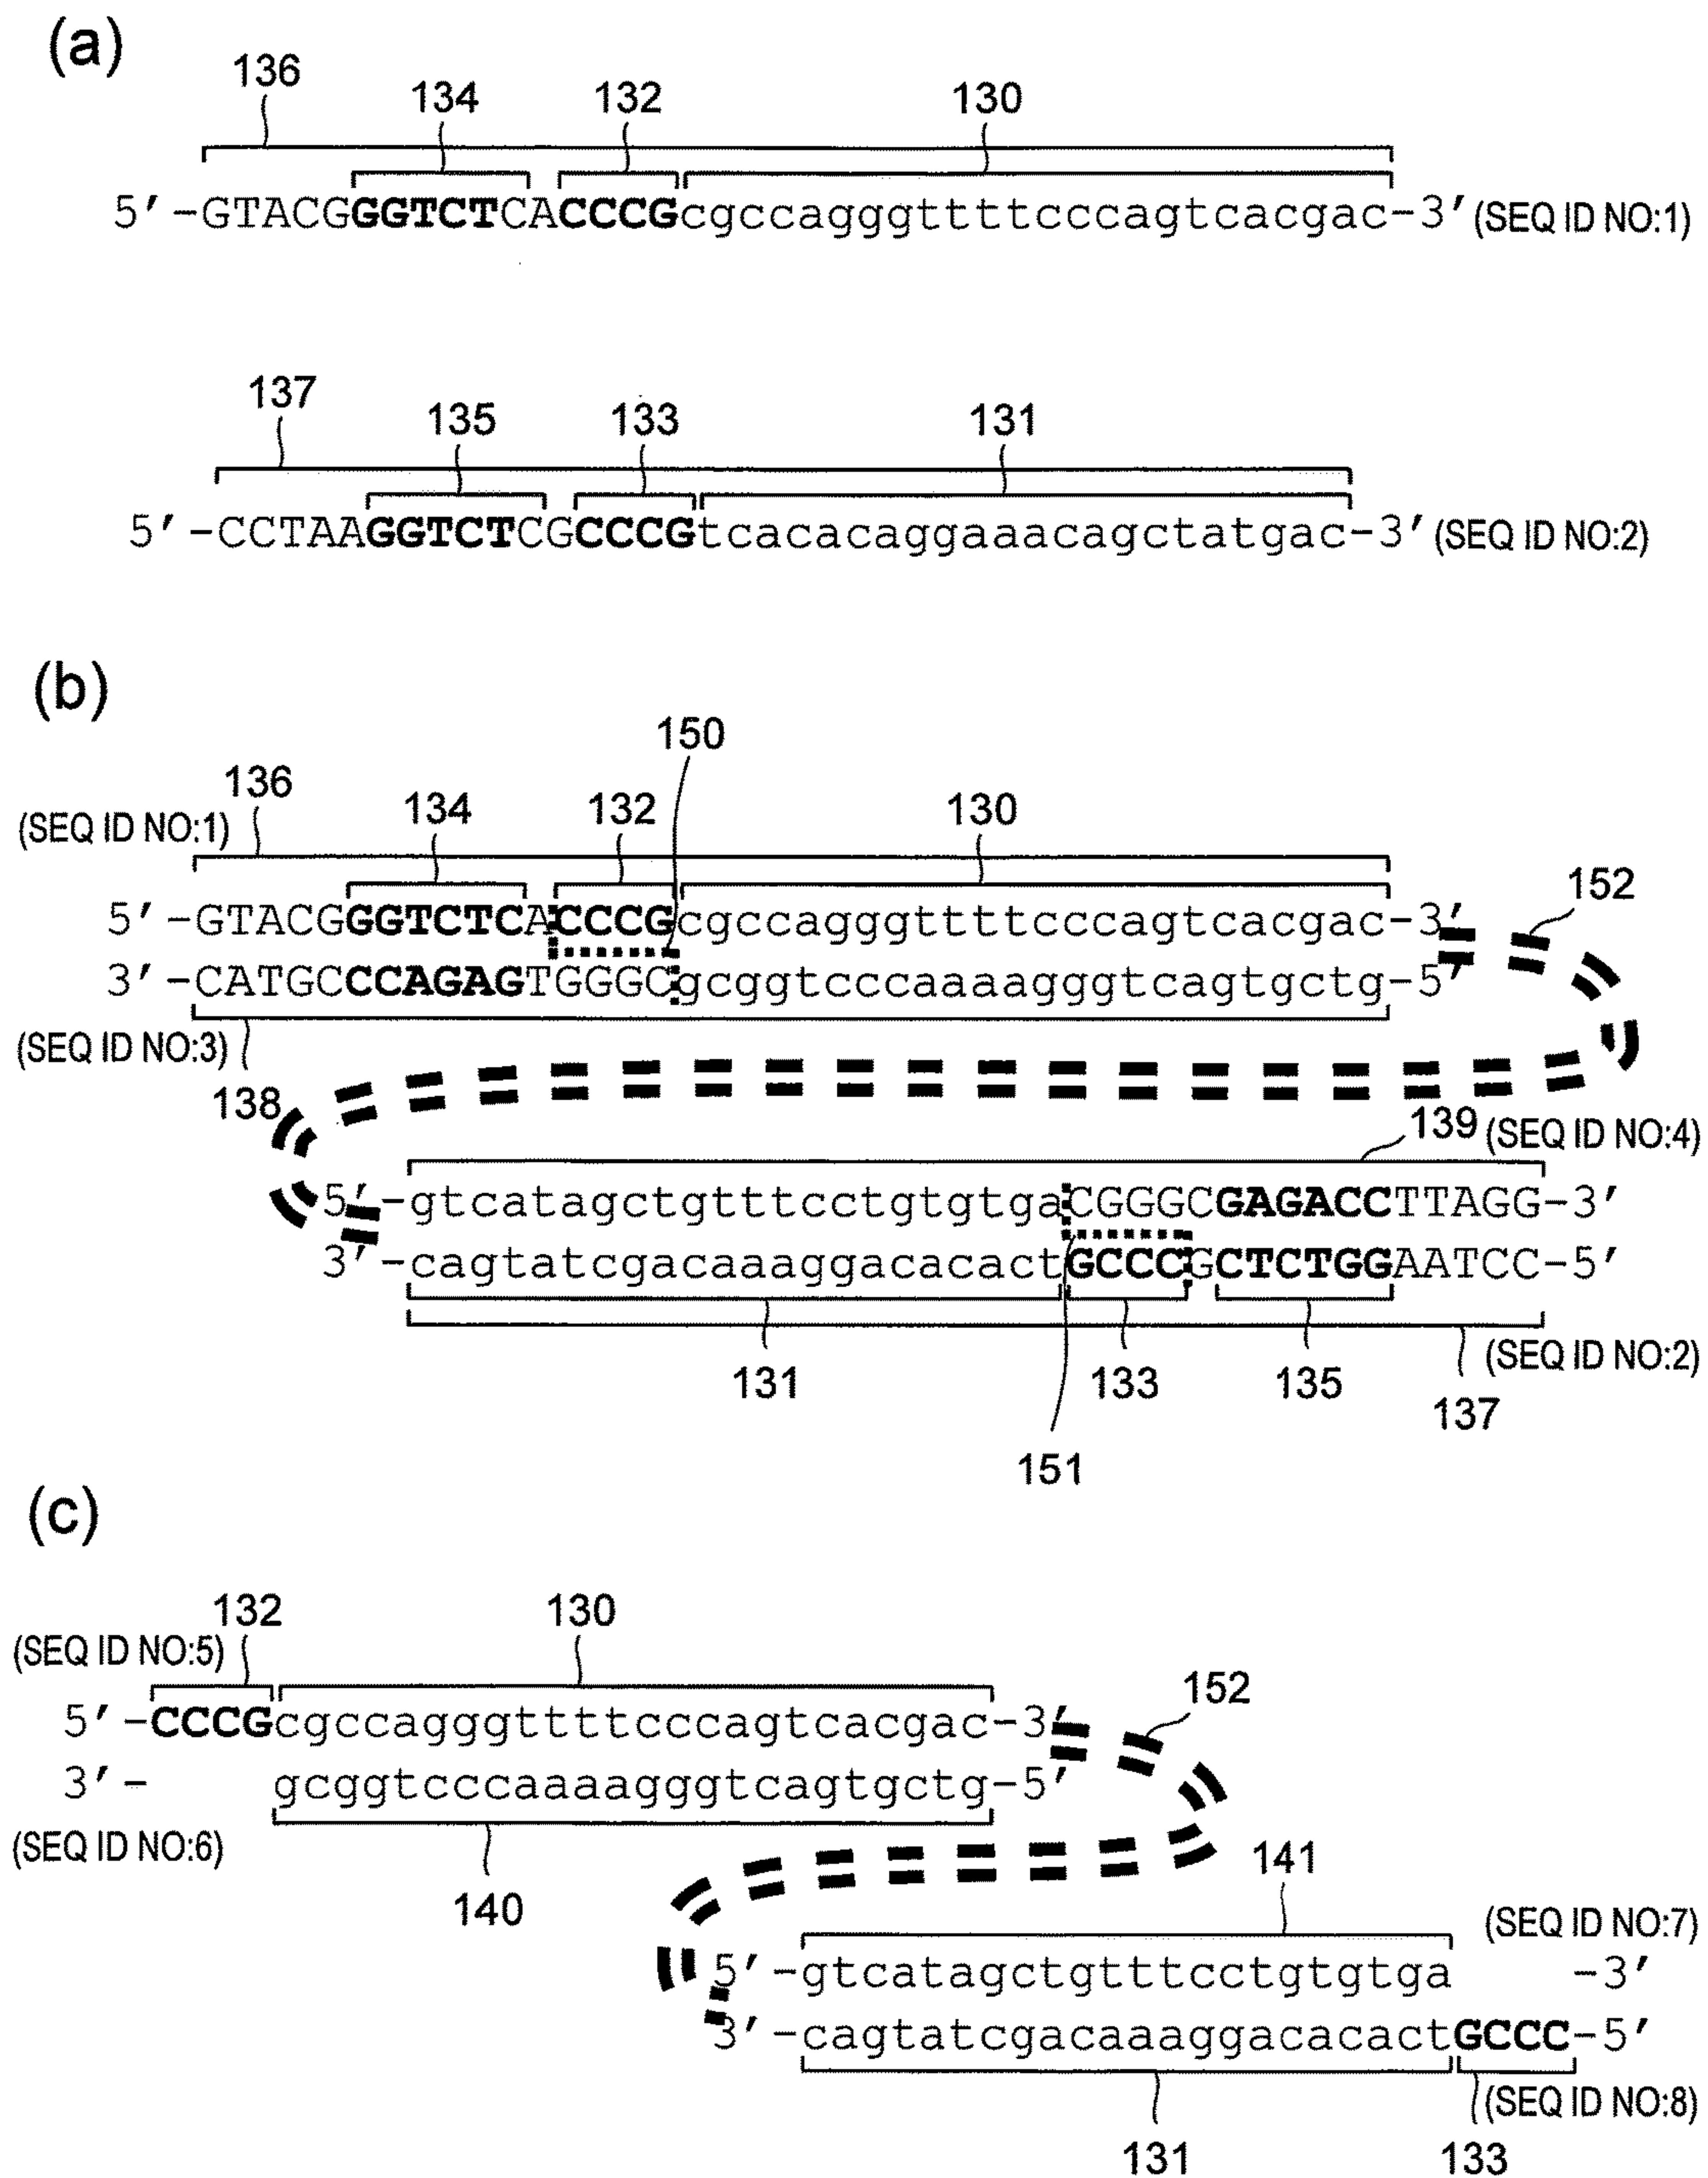 (a)
136
134 132 130
5'-GTACGGGTCTCACCCGcgccagggttttcccagtcacgac-3' (SEQ ID NO:1)
137
135 133 131
5'-CCTAAGGTCTCGCCCGtcacacaggaaacagctatgac-3' (SEQ ID NO:2)
(b)
150
136
134 132 130
(SEQ ID NO:1)
152
5'-GTACGGGTCTCACCCGcgccagggttttcccagtcacgac-3'
3'-CATGCCCAGAGTGGGCgcggtcccaaaagggtcagtgctg-5'
(SEQ ID NO:3)
138
139 (SEQ ID NO:4)
5'-gtcatagctgtttcctgtgtgaCGGGCGAGACCTTAGG-3'
3'-cagtatcgacaaaggacacactGCCCGCTCTGGAATCC-5'
(SEQ ID NO:2)
131 133 135
137
151
(c)
132 130
(SEQ ID NO:5)
152
5'-CCCGcgccagggttttcccagtcacgac-3'
3'- gcggtcccaaaagggtcagtgctg-5'
(SEQ ID NO:6)
141
140
(SEQ ID NO:7)
5'-gtcatagctgtttcctgtgtga -3'
3'-cagtatcgacaaaggacacactGCCC-5'
(SEQ ID NO:8)
131 133